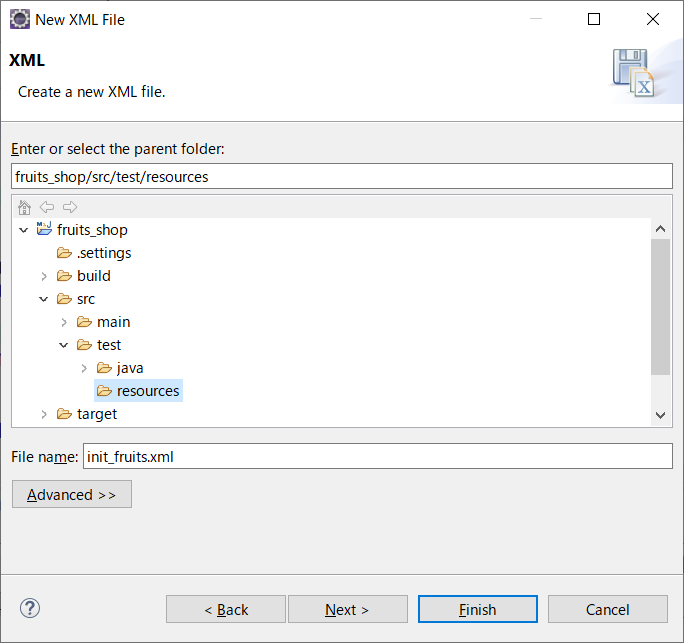 New XML File
XML
Create a new XML file.
Enter or select the parent folder:
fruits_shop/src/test/resources
fruits_shop
.settings
build
src
main
test
java
resources
target
File name: init_fruits.xml
Advanced >>
< Back Next > Finish Cancel